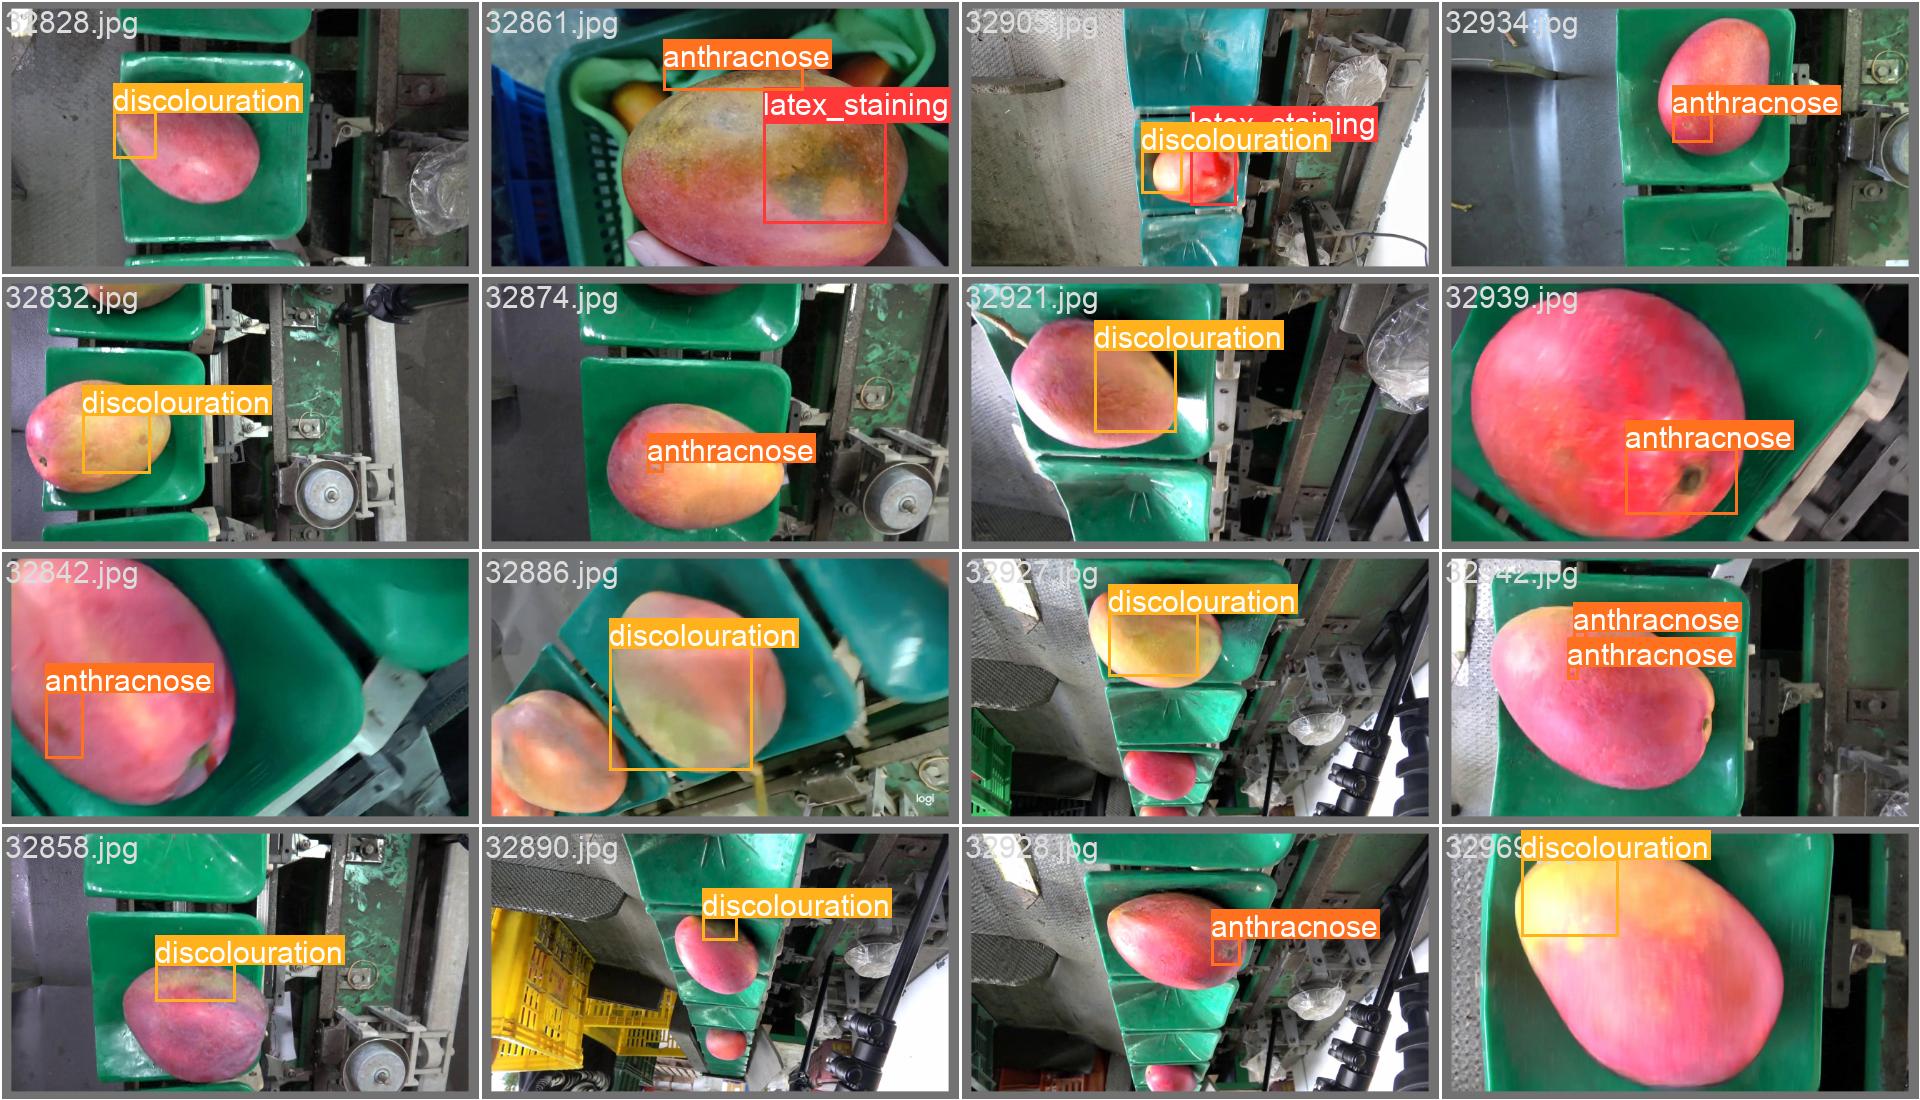 32828.jpg
discolouration
32861.jpg
anthracnose
latex_staining
discolouration
32934.jpg
anthracnose
32832.jpg
discolouration
32874.jpg
anthracnose
32921.jpg
discolouration
32939.jpg
anthracnose
32842.jpg
anthracnose
32886.jpg
discolouration
logi
32927.jpg
discolouration
anthracnose
anthracnose
32858.jpg
discolouration
32890.jpg
discolouration
32928.jpg
anthracnose
discolouration